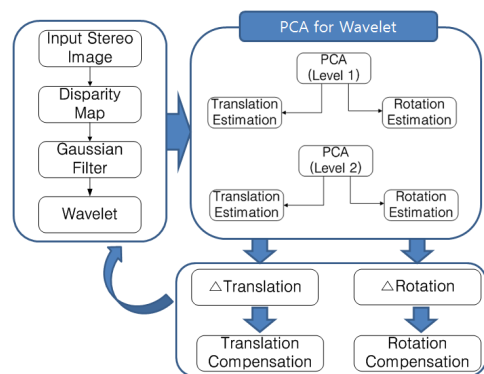 Input Stereo
Image
Disparity
Map
Gaussian
Filter
Wavelet
PCA for Wavelet
PCA
(Level 1)
Translation
Estimation
Rotation
Estimation
PCA
(Level 2)
Translation
Estimation
Rotation
Estimation
△Translation
△Rotation
Translation
Compensation
Rotation
Compensation